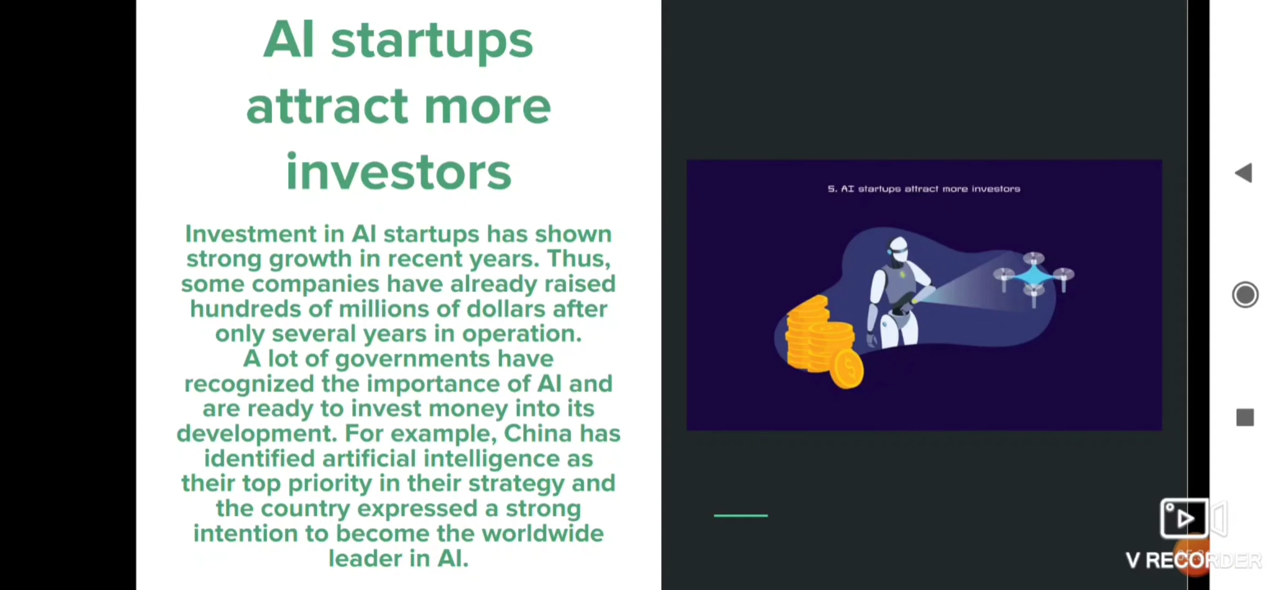 AI startups
attract more
investors
Investment in AI startups has shown
strong growth in recent years. Thus,
some companies have already raised
hundreds of millions of dollars after
only several years in operation.
A lot of governments have
recognized the importance of AI and
are ready to invest money into its
development. For example, China has
identified artificial intelligence as
their top priority in their strategy and
the country expressed a strong
intention to become the worldwide
leader in AI.
5. AI startups attract more investors
V RECORDER